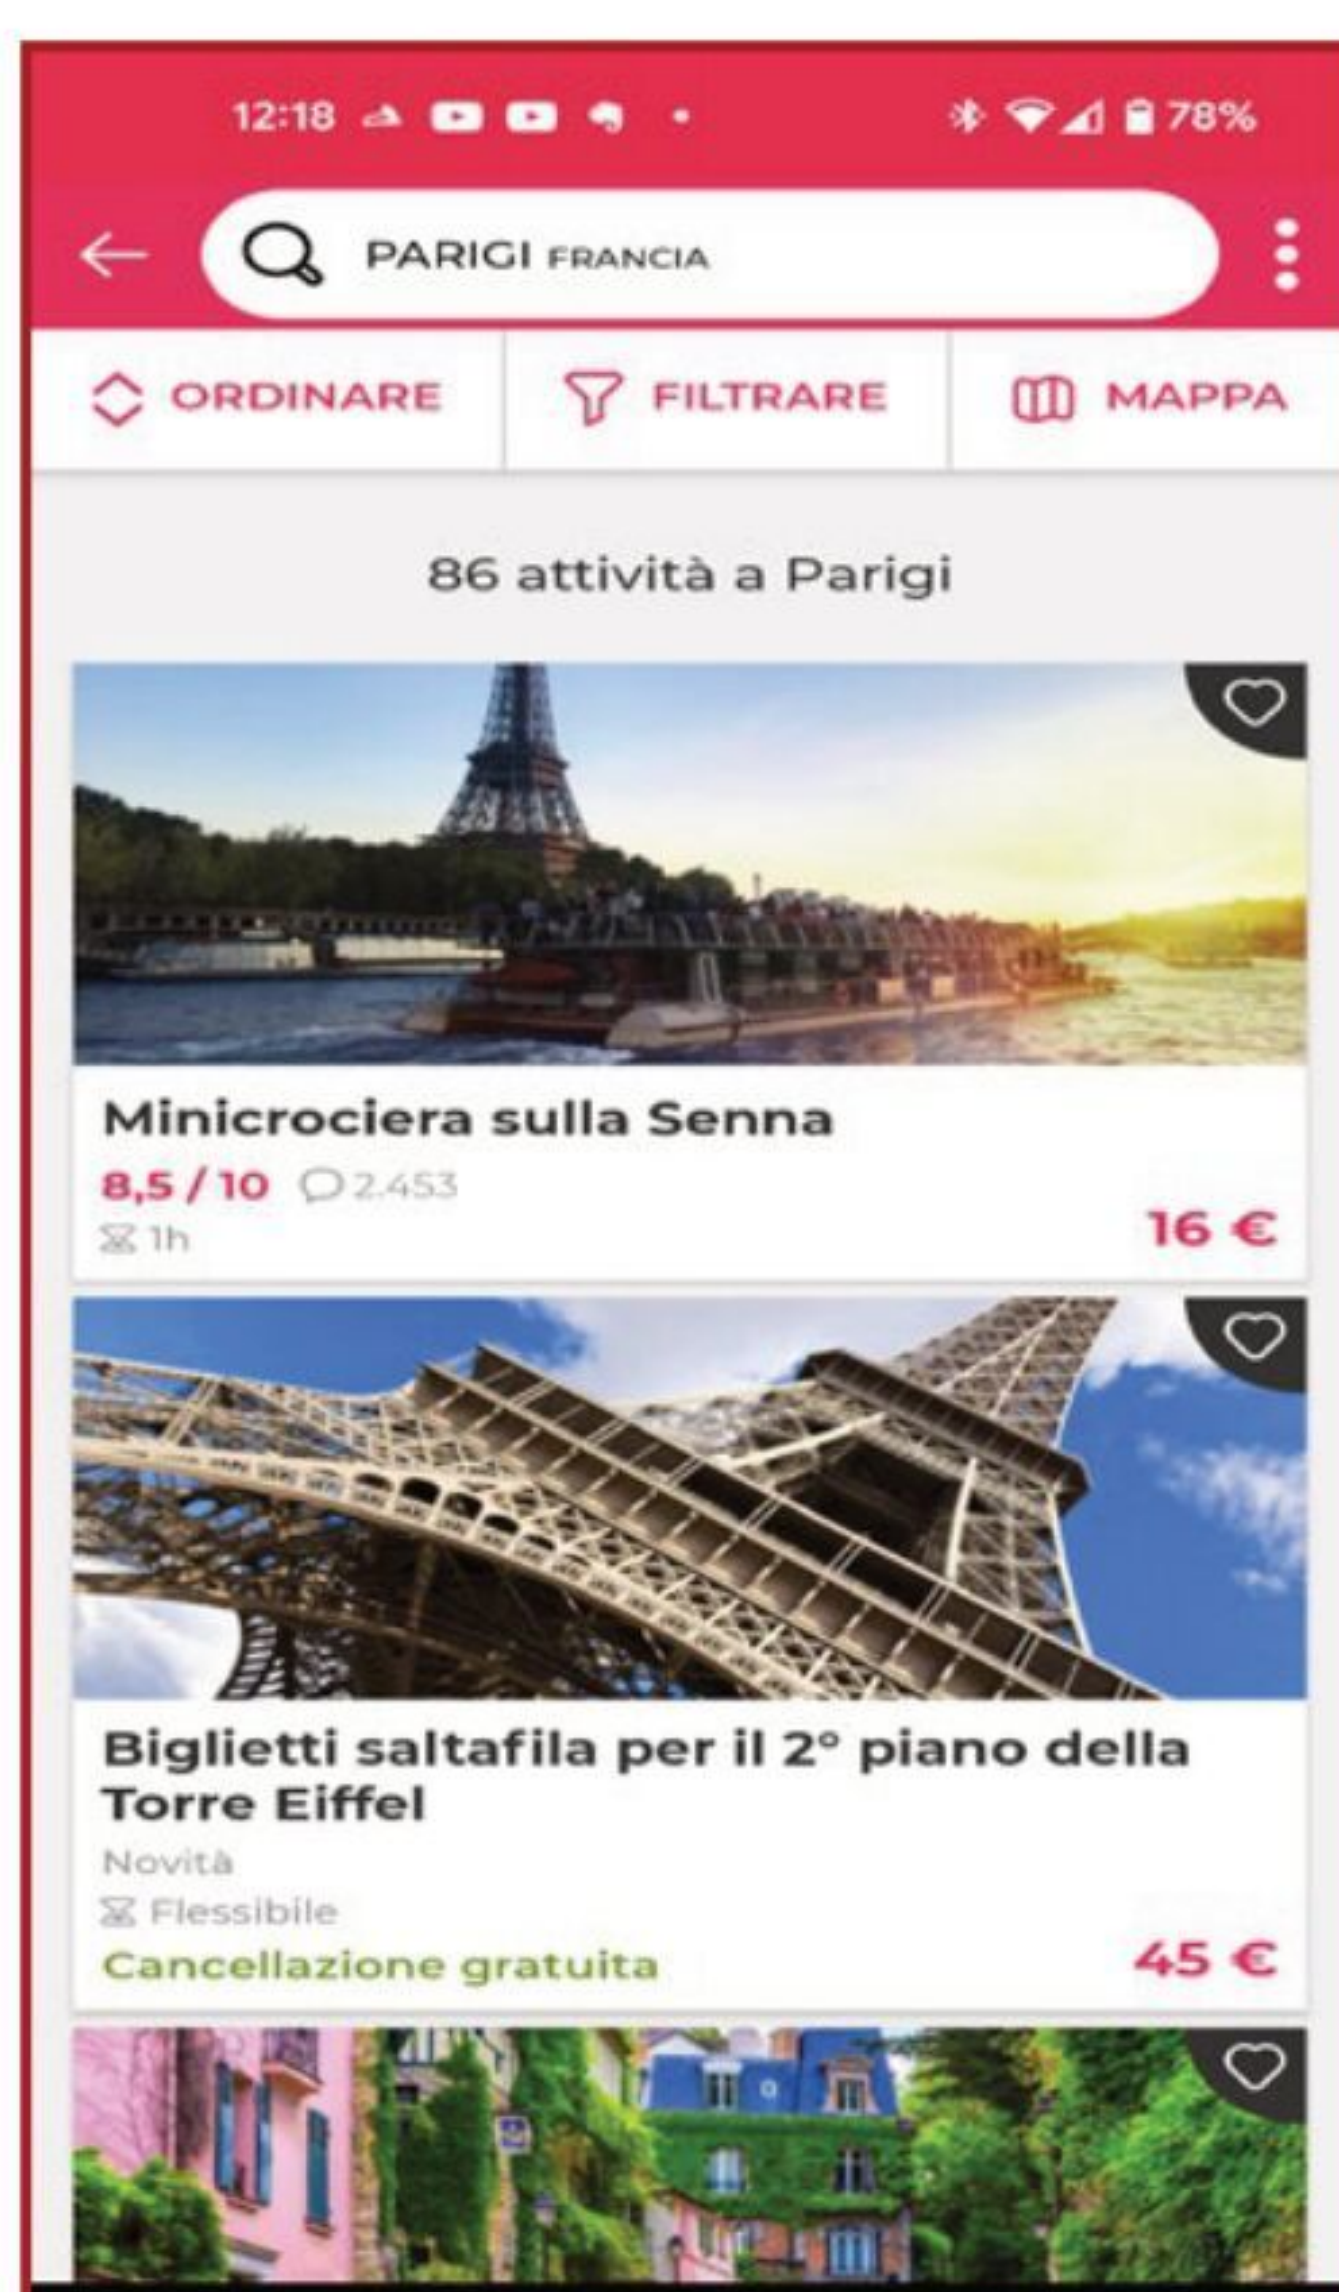 12:18 78%
PARIGI FRANCIA
ORDINARE FILTRARE MAPPA
86 attività a Parigi
Minicrociera sulla Senna
8,5 / 10 2.453
1h
16 €
Biglietti saltafila per il 2° piano della
Torre Eiffel
Novità
Flessibile
Cancellazione gratuita
45 €